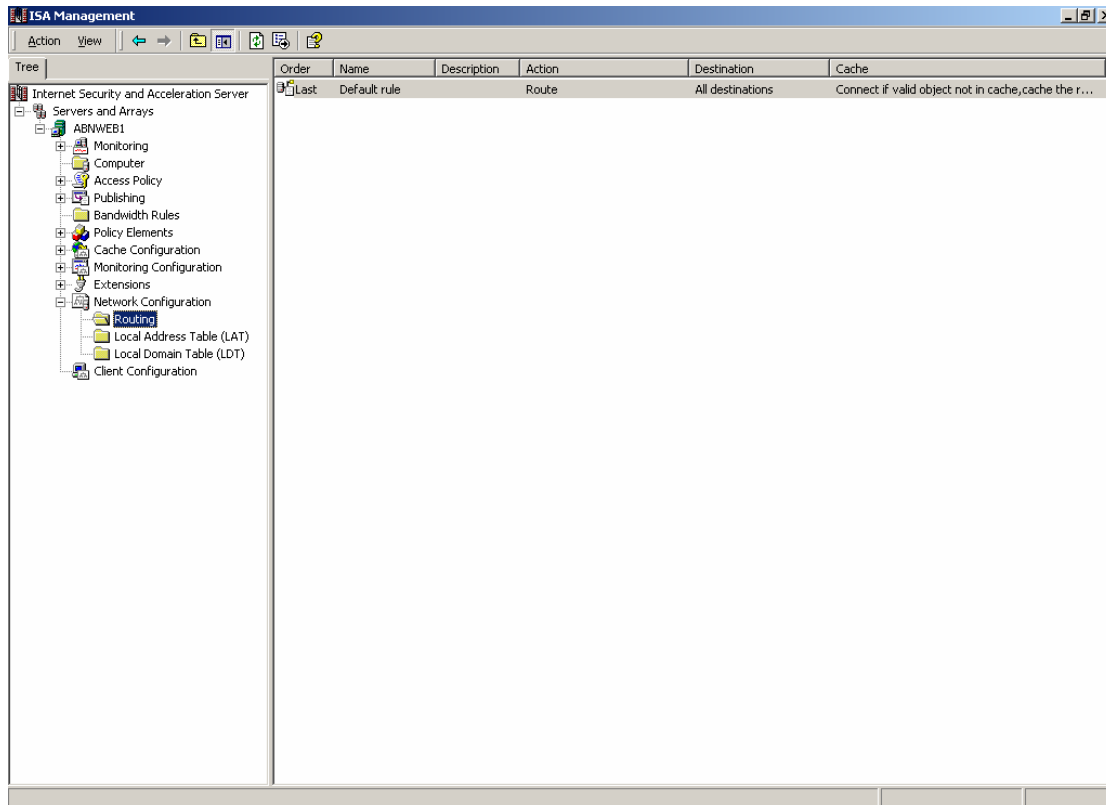 ISA Management
Action View
Tree
Order Name Description Action Destination Cache
Last Default rule Route All destinations Connect if valid object not in cache,cache the r...
Internet Security and Acceleration Server
Servers and Arrays
ABNWEB1
Monitoring
Computer
Access Policy
Publishing
Bandwidth Rules
Policy Elements
Cache Configuration
Monitoring Configuration
Extensions
Network Configuration
Routing
Local Address Table (LAT)
Local Domain Table (LDT)
Client Configuration